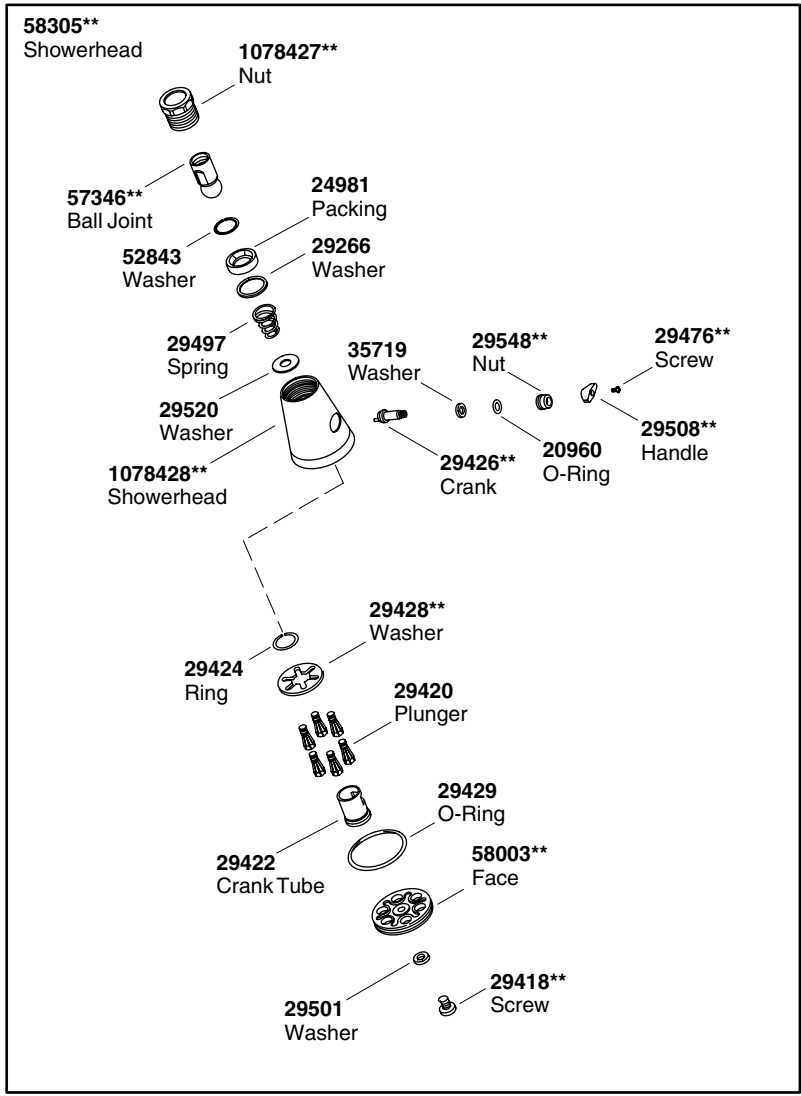 58305**
Showerhead
1078427**
Nut
57346**
Ball Joint
24981
Packing
52843
Washer
29266
Washer
29497
Spring
35719
Washer
29548**
Nut
29476**
Screw
29520
Washer
29508**
Handle
20960
O-Ring
29426**
Crank
1078428**
Showerhead
29428**
Washer
29424
Ring
29420
Plunger
29429
O-Ring
29422
Crank Tube
58003**
Face
29501
Washer
29418**
Screw